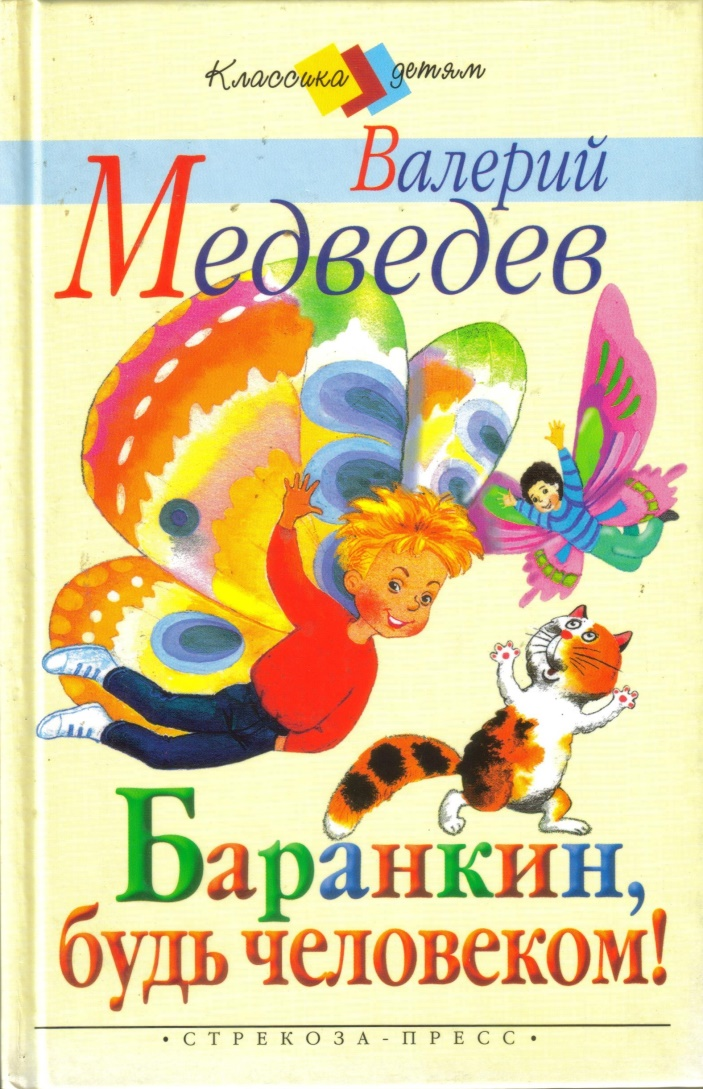 Классика детям
Валерий
Медведев
Баранкин,
будь человеком!
•СТРЕКОЗА-ПРЕСС•